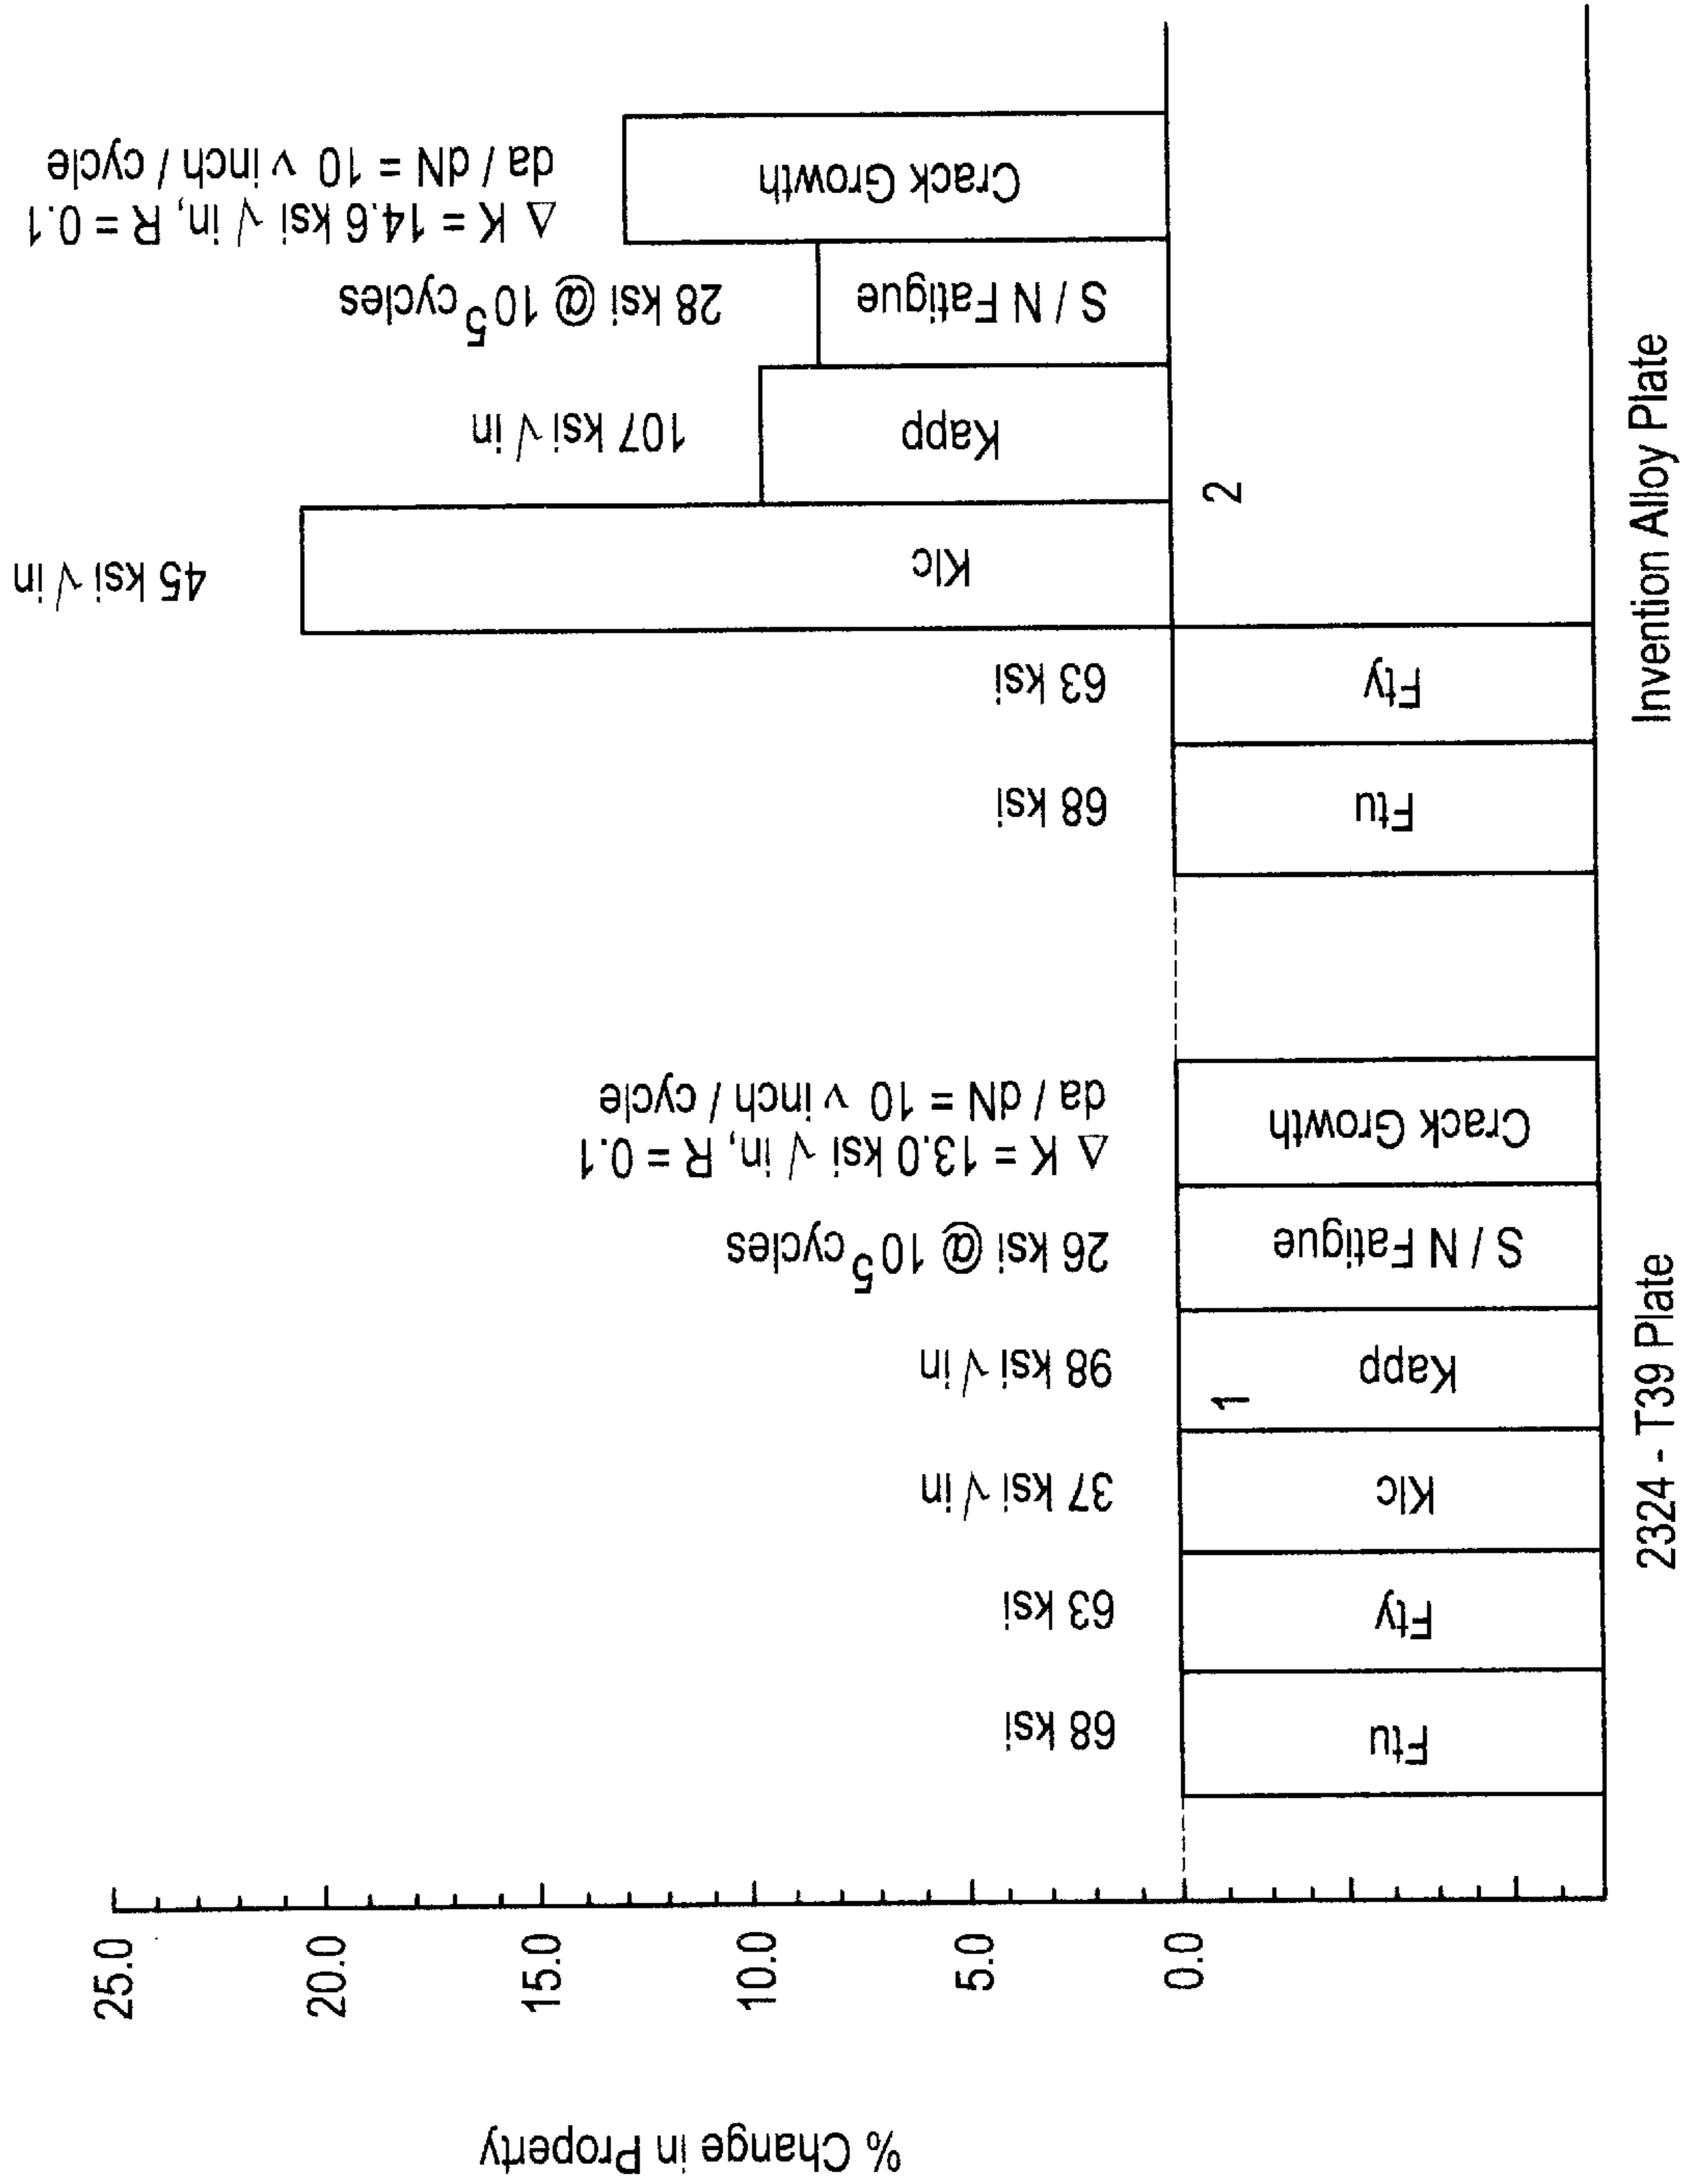 % Change in Property
25.0
20.0
15.0
10.0
5.0
0.0
68 ksi
63 ksi
37 ksi √in
98 ksi √in
26 ksi @ 10⁵cycles
Δ K = 13.0 ksi √in, R = 0.1
da / dN = 10 v inch / cycle
Ftu
Fty
KIc
Kapp
1
S / N Fatigue
Crack Growth
2324 - T39 Plate
68 ksi
63 ksi
45 ksi √in
107 ksi √in
28 ksi @ 10⁵cycles
Δ K = 14.6 ksi √in, R = 0.1
da / dN = 10 v inch / cycle
Ftu
Fty
KIc
Kapp
S / N Fatigue
Crack Growth
2
Invention Alloy Plate